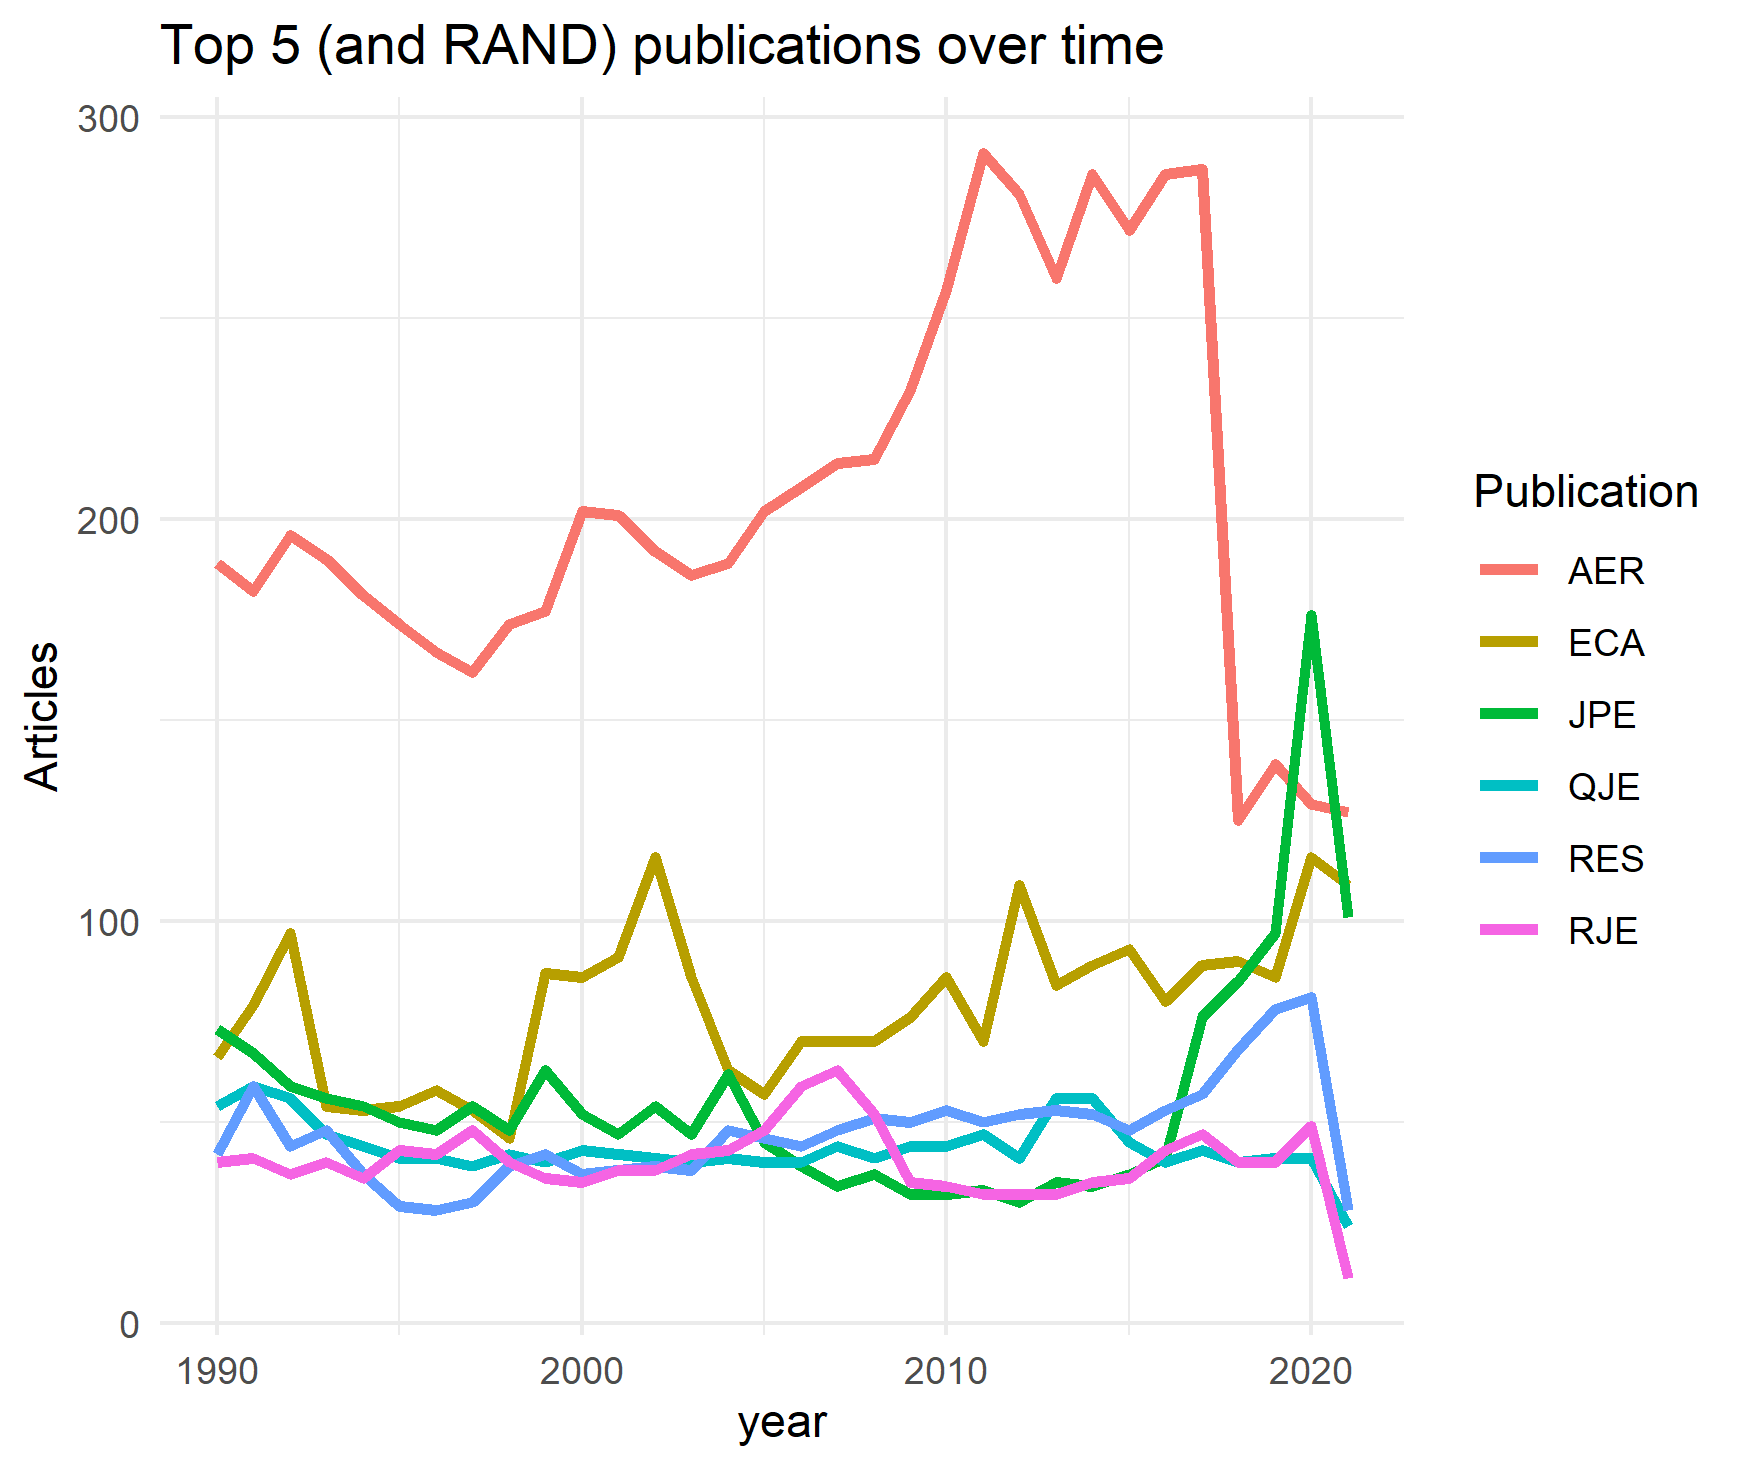 Top 5 (and RAND) publications over time
300
200
100
0
Articles
1990 2000 2010 2020
year
Publication
AER
ECA
JPE
QJE
RES
RJE